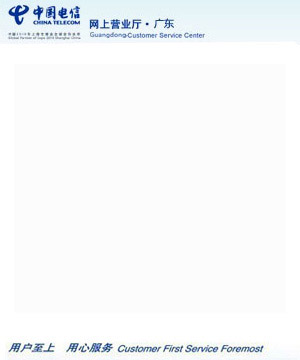 中国电信
CHINA TELECOM
中国2010年上海世博会全球合作伙伴
Global Partner of Expo 2010 Shanghai China
网上营业厅·广东
Guangdong·Customer Service Center
用户至上 用心服务 Customer First Service Foremost